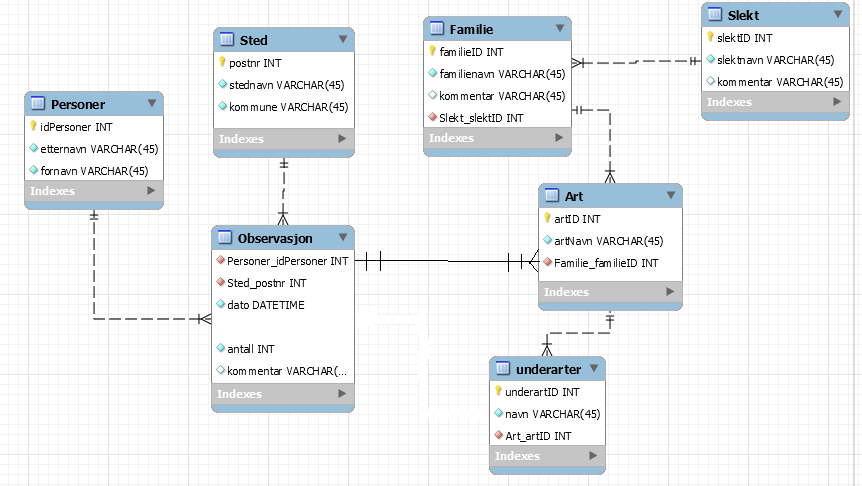 Personer
idPersoner INT
etternavn VARCHAR(45)
fornavn VARCHAR(45)
Indexes
Sted
postnr INT
stednavn VARCHAR(45)
kommune VARCHAR(45)
Indexes
Familie
familieID INT
familienavn VARCHAR(45)
kommentar VARCHAR(45)
Slekt_slektID INT
Indexes
Slekt
slektID INT
slektnavn VARCHAR(45)
kommentar VARCHAR(45)
Indexes
Observasjon
Personer_idPersoner INT
Sted_postnr INT
dato DATETIME
antall INT
kommentar VARCHAR(...
Indexes
Art
artID INT
artNavn VARCHAR(45)
Familie_familieID INT
Indexes
underarter
underartID INT
navn VARCHAR(45)
Art_artID INT
Indexes